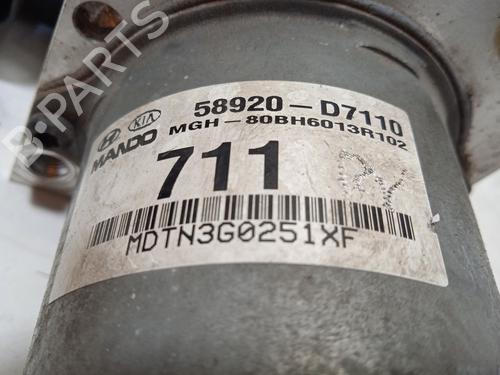 58920-D7110
KIA
MANDO
MGH-80BH6013R102
711
MDTN3G0251XF
B-PARTS